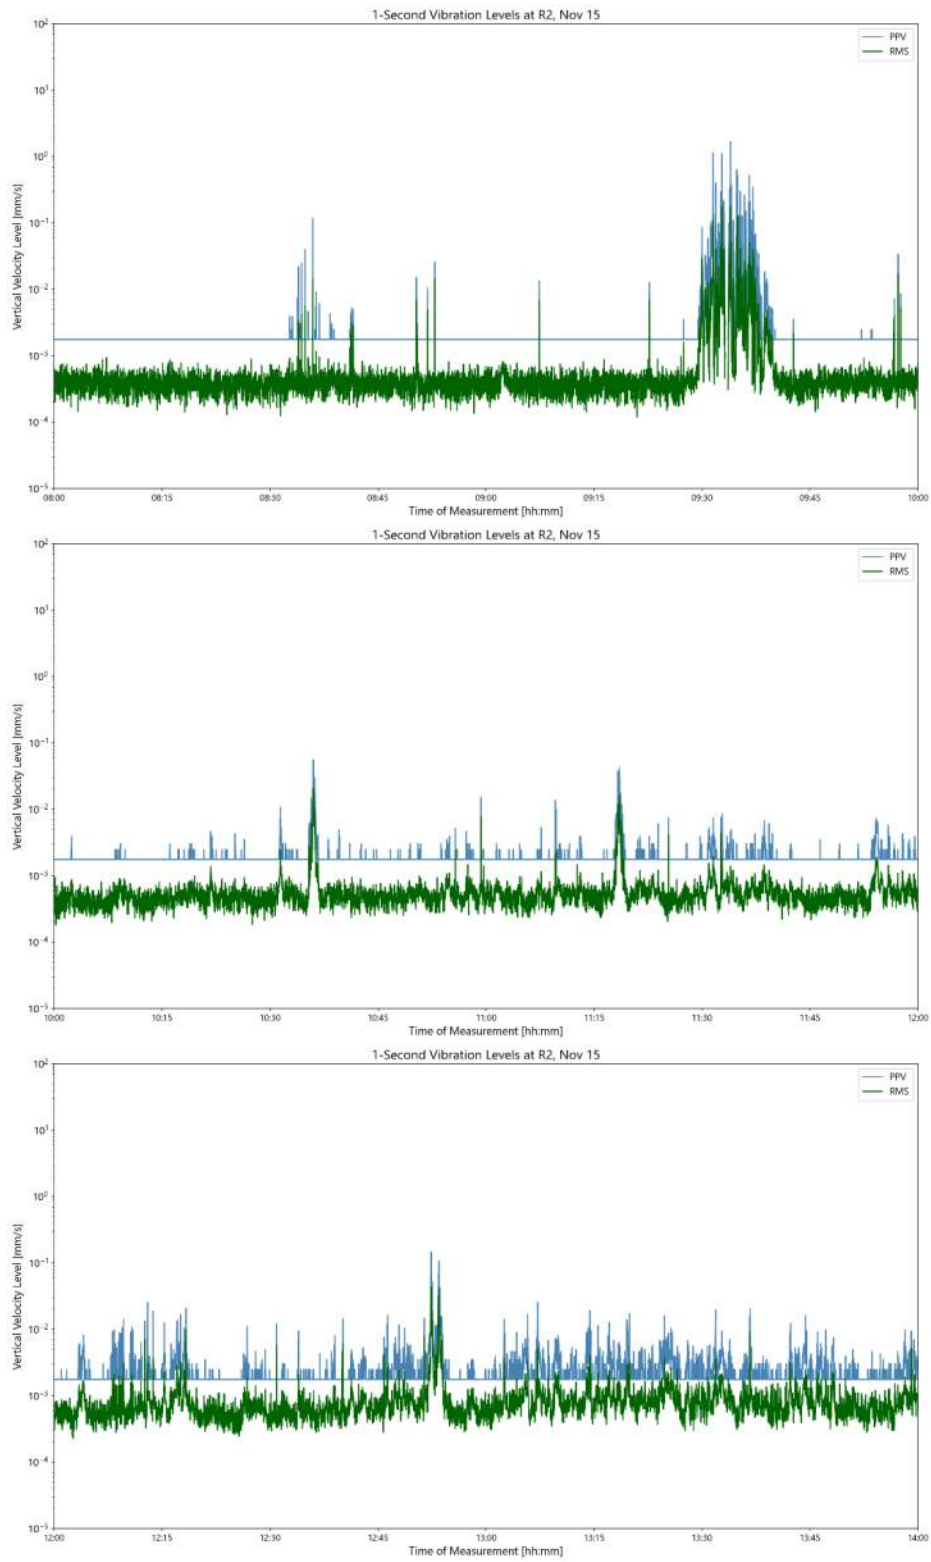 1-Second Vibration Levels at R2, Nov 15
PPV
RMS
Vertical Velocity Level [mm/s]
10²
10¹
10⁰
10⁻¹
10⁻²
10⁻³
10⁻⁴
10⁻⁵
08:00 08:15 08:30 08:45 09:00 09:15 09:30 09:45 10:00
Time of Measurement [hh:mm]
1-Second Vibration Levels at R2, Nov 15
PPV
RMS
Vertical Velocity Level [mm/s]
10²
10¹
10⁰
10⁻¹
10⁻²
10⁻³
10⁻⁴
10⁻⁵
10:00 10:15 10:30 10:45 11:00 11:15 11:30 11:45 12:00
Time of Measurement [hh:mm]
1-Second Vibration Levels at R2, Nov 15
PPV
RMS
Vertical Velocity Level [mm/s]
10²
10¹
10⁰
10⁻¹
10⁻²
10⁻³
10⁻⁴
10⁻⁵
12:00 12:15 12:30 12:45 13:00 13:15 13:30 13:45 14:00
Time of Measurement [hh:mm]